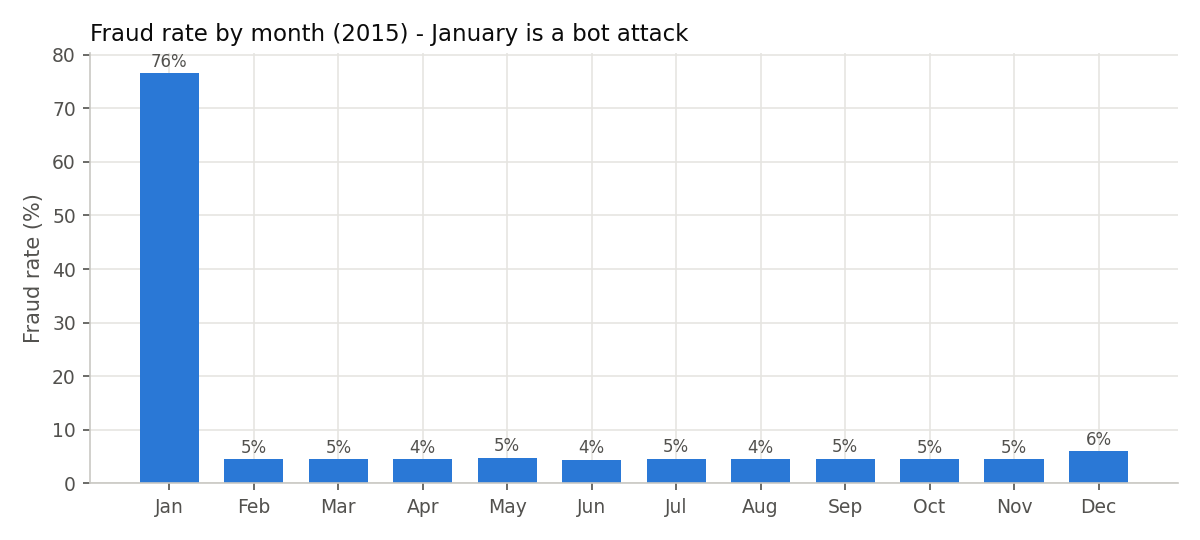 Fraud rate by month (2015) - January is a bot attack
Fraud rate (%)
80
70
60
50
40
30
20
10
0
76%
5%
5%
4%
5%
4%
5%
4%
5%
5%
5%
6%
Jan
Feb
Mar
Apr
May
Jun
Jul
Aug
Sep
Oct
Nov
Dec